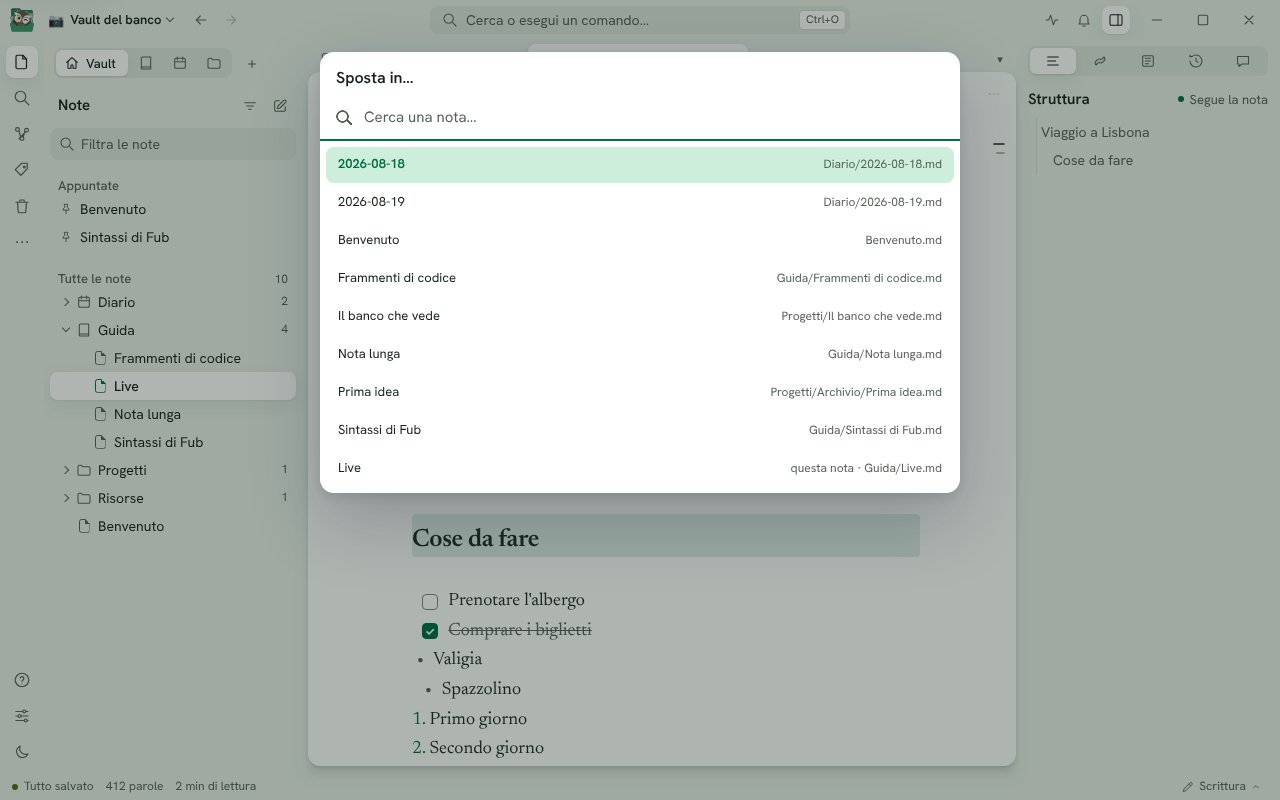 Vault del banco
Cerca o esegui un comando...
Ctrl+O
Vault
Note
Filtra le note
Appuntate
Benvenuto
Sintassi di Fub
Tutte le note 10
Diario 2
Guida 4
Frammenti di codice
Live
Nota lunga
Sintassi di Fub
Progetti 1
Risorse 1
Benvenuto
Sposta in...
Cerca una nota...
2026-08-18 Diario/2026-08-18.md
2026-08-19 Diario/2026-08-19.md
Benvenuto Benvenuto.md
Frammenti di codice Guida/Frammenti di codice.md
Il banco che vede Progetti/Il banco che vede.md
Nota lunga Guida/Nota lunga.md
Prima idea Progetti/Archivio/Prima idea.md
Sintassi di Fub Guida/Sintassi di Fub.md
Live questa nota · Guida/Live.md
Cose da fare
Prenotare l'albergo
Comprare i biglietti
• Valigia
• Spazzolino
1. Primo giorno
2. Secondo giorno
Struttura
Segue la nota
Viaggio a Lisbona
Cose da fare
Tutto salvato 412 parole 2 min di lettura
Scrittura